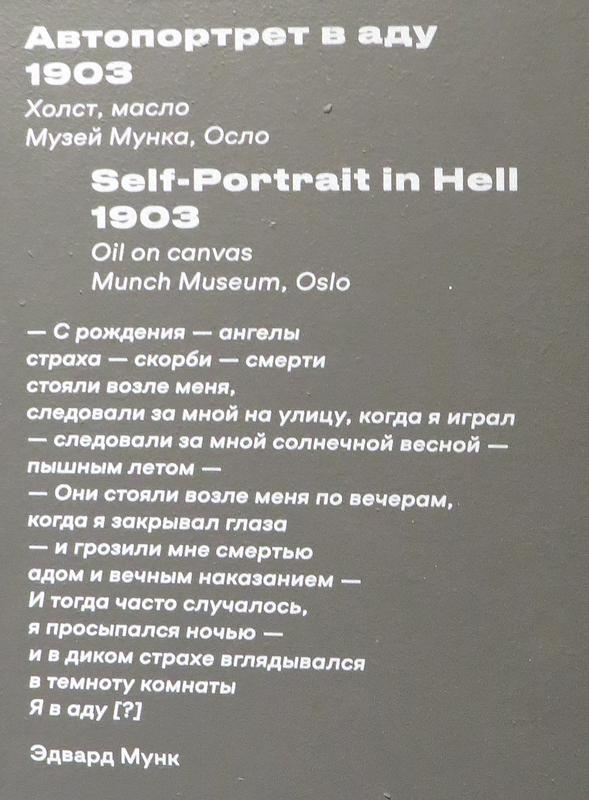 Автопортрет в аду
1903
Холст, масло
Музей Мунка, Осло
Self-Portrait in Hell
1903
Oil on canvas
Munch Museum, Oslo
— С рождения — ангелы
страха — скорби — смерти
стояли возле меня,
следовали за мной на улицу, когда я играл
— следовали за мной солнечной весной —
пышным летом —
— Они стояли возле меня по вечерам,
когда я закрывал глаза
— и грозили мне смертью
адом и вечным наказанием —
И тогда часто случалось,
я просыпался ночью —
и в диком страхе вглядывался
в темноту комнаты
Я в аду [?]
Эдвард Мунк